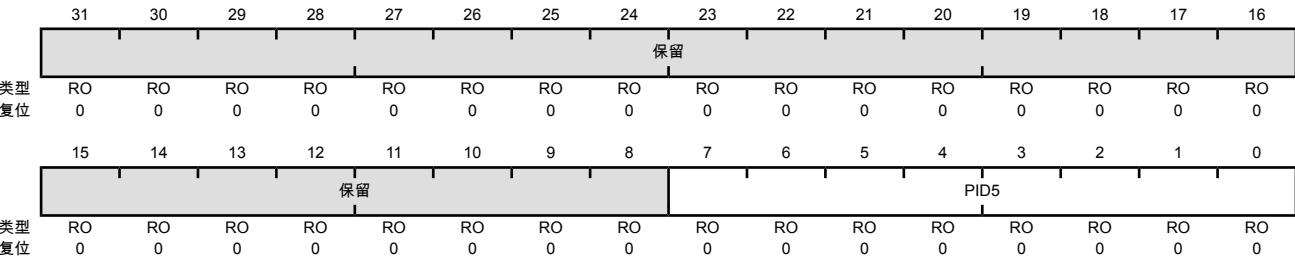 31 30 29 28 27 26 25 24 23 22 21 20 19 18 17 16
保留
类型 RO RO RO RO RO RO RO RO RO RO RO RO RO RO RO RO
复位 0 0 0 0 0 0 0 0 0 0 0 0 0 0 0 0
15 14 13 12 11 10 9 8 7 6 5 4 3 2 1 0
保留 PID5
类型 RO RO RO RO RO RO RO RO RO RO RO RO RO RO RO RO
复位 0 0 0 0 0 0 0 0 0 0 0 0 0 0 0 0